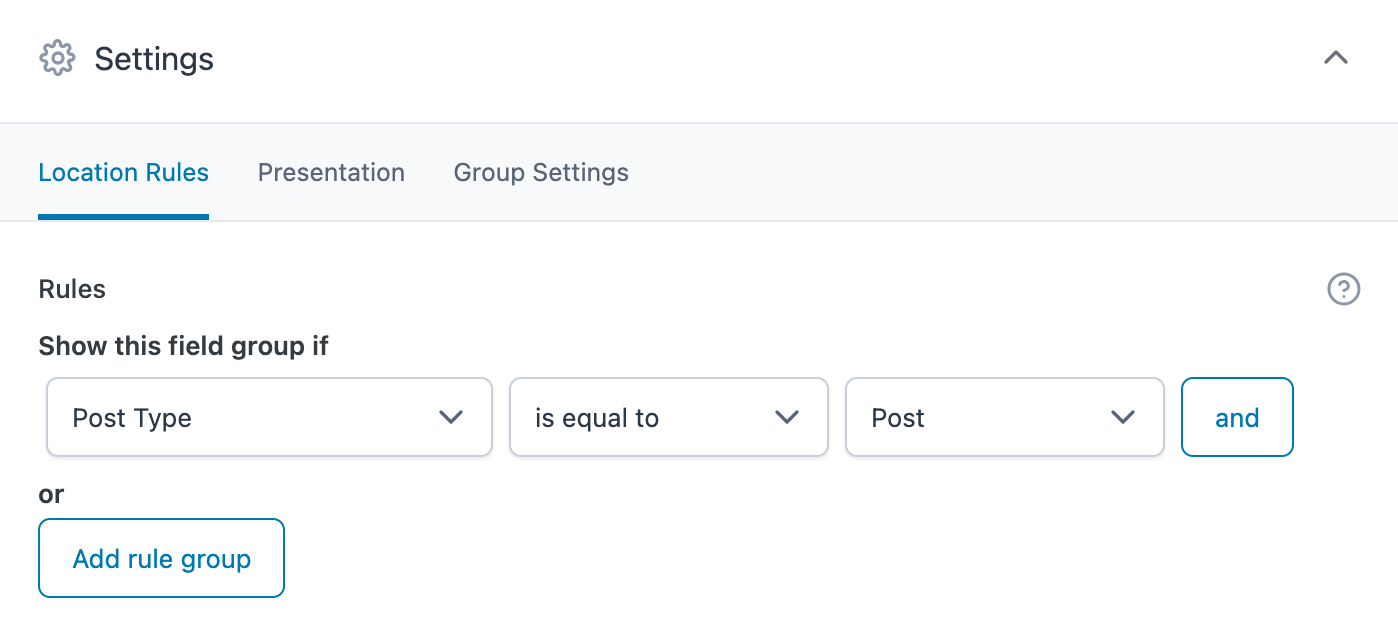 Settings
Location Rules Presentation Group Settings
Rules
Show this field group if
Post Type is equal to Post and
or
Add rule group